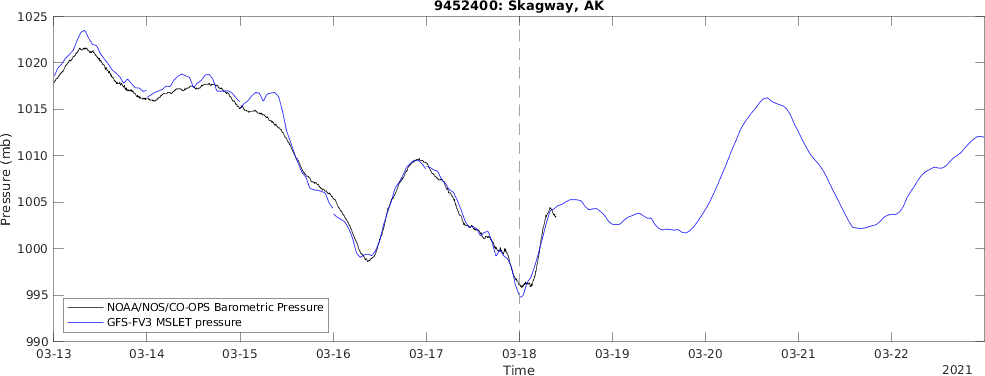 9452400: Skagway, AK
1025
1020
1015
1010
1005
1000
995
990
Pressure (mb)
NOAA/NOS/CO-OPS Barometric Pressure
GFS-FV3 MSLET pressure
03-13 03-14 03-15 03-16 03-17 03-18 03-19 03-20 03-21 03-22
Time
2021